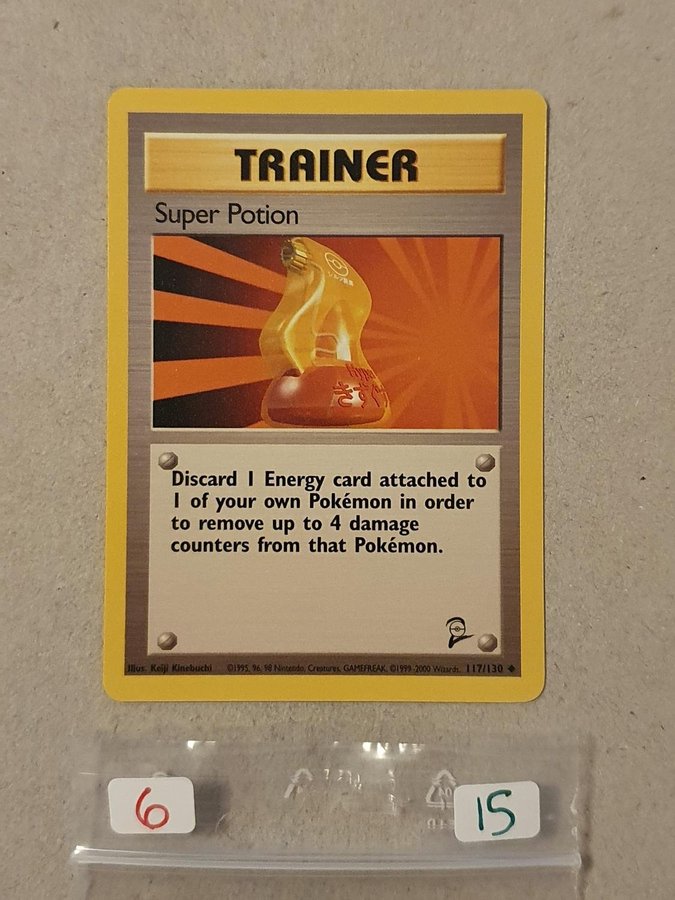 TRAINER
Super Potion
Discard 1 Energy card attached to
1 of your own Pokémon in order
to remove up to 4 damage
counters from that Pokémon.
Illus. Keiji Kinebuchi ©1995, 96, 98 Nintendo, Creatures, GAMEFREAK. ©1999-2000 Wizards. 117/130
6
15